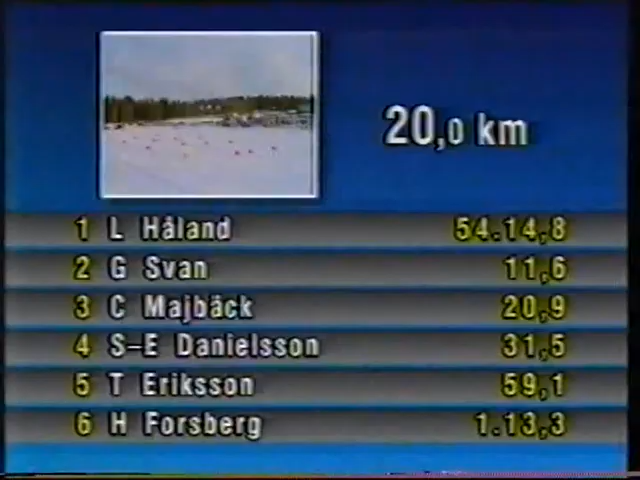 20,0 km
1 L Håland 54.14,8
2 G Svan 11,6
3 C Majbäck 20,9
4 S-E Danielsson 31,5
5 T Eriksson 59,1
6 H Forsberg 1.13,3